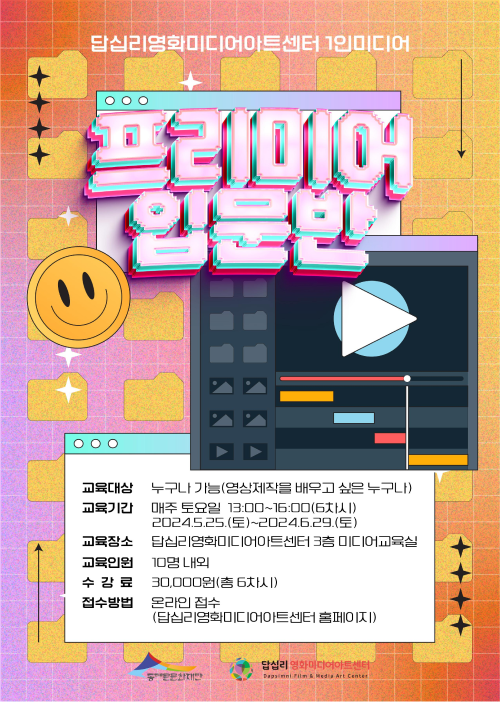 답십리영화미디어아트센터 1인미디어
프리미어
입문반
교육대상 누구나 가능(영상제작을 배우고 싶은 누구나)
교육기간 매주 토요일 13:00~16:00(6차시)
2024.5.25.(토)~2024.6.29.(토)
교육장소 답십리영화미디어아트센터 3층 미디어교육실
교육인원 10명 내외
수 강 료 30,000원(총 6차시)
접수방법 온라인 접수
(답십리영화미디어아트센터 홈페이지)
동대문문화재단
답십리 영화미디어아트센터
Dapsimni Film & Media Art Center